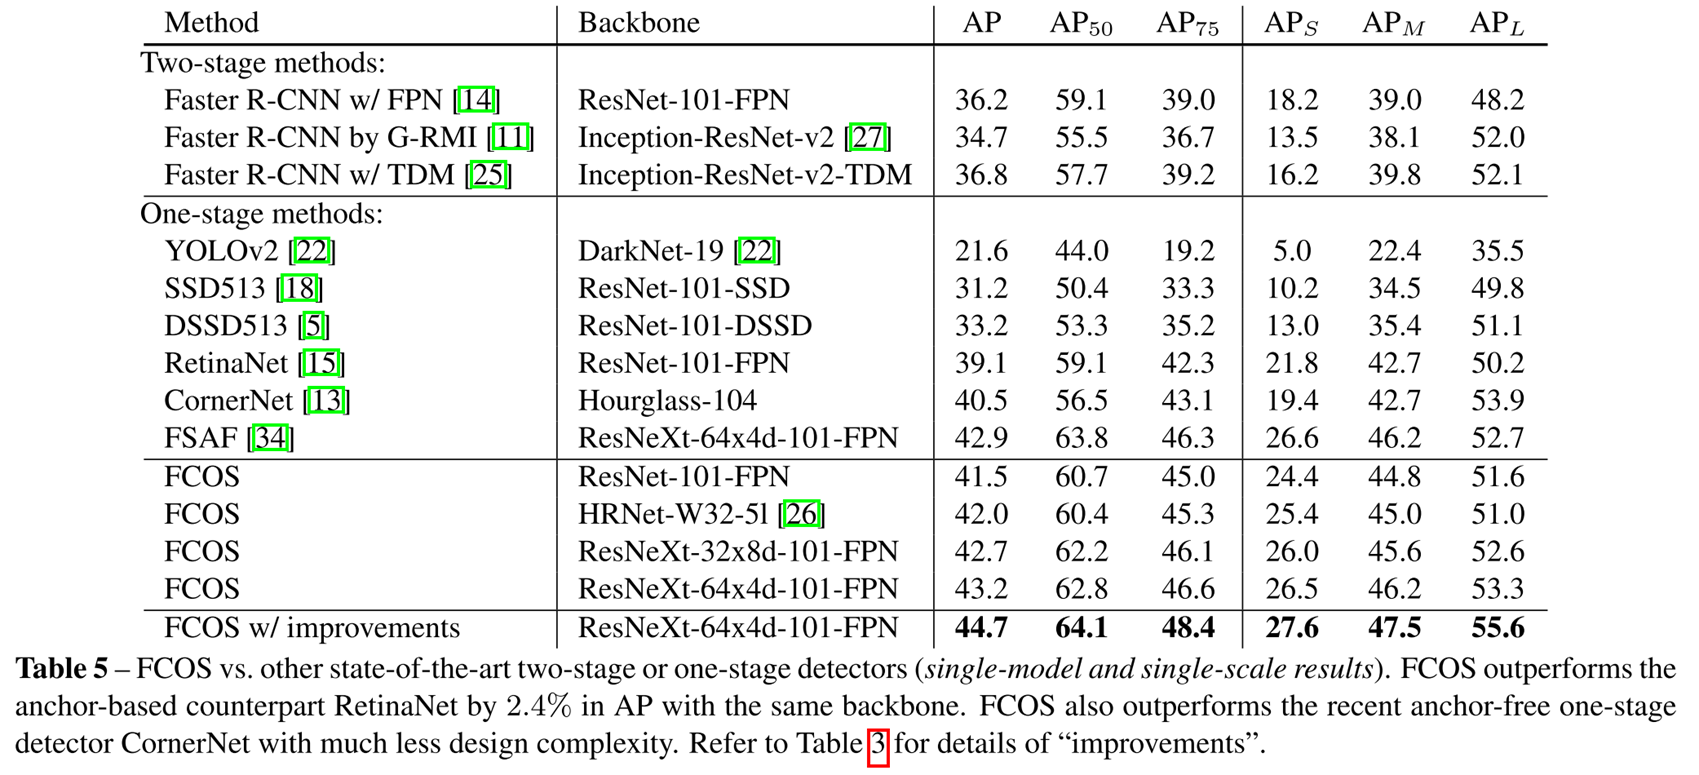 Method Backbone AP AP50 AP75 APS APM APL
Two-stage methods:
Faster R-CNN w/ FPN [14] ResNet-101-FPN 36.2 59.1 39.0 18.2 39.0 48.2
Faster R-CNN by G-RMI [11] Inception-ResNet-v2 [27] 34.7 55.5 36.7 13.5 38.1 52.0
Faster R-CNN w/ TDM [25] Inception-ResNet-v2-TDM 36.8 57.7 39.2 16.2 39.8 52.1
One-stage methods:
YOLOv2 [22] DarkNet-19 [22] 21.6 44.0 19.2 5.0 22.4 35.5
SSD513 [18] ResNet-101-SSD 31.2 50.4 33.3 10.2 34.5 49.8
DSSD513 [5] ResNet-101-DSSD 33.2 53.3 35.2 13.0 35.4 51.1
RetinaNet [15] ResNet-101-FPN 39.1 59.1 42.3 21.8 42.7 50.2
CornerNet [13] Hourglass-104 40.5 56.5 43.1 19.4 42.7 53.9
FSAF [34] ResNeXt-64x4d-101-FPN 42.9 63.8 46.3 26.6 46.2 52.7
FCOS ResNet-101-FPN 41.5 60.7 45.0 24.4 44.8 51.6
FCOS HRNet-W32-5l [26] 42.0 60.4 45.3 25.4 45.0 51.0
FCOS ResNeXt-32x8d-101-FPN 42.7 62.2 46.1 26.0 45.6 52.6
FCOS ResNeXt-64x4d-101-FPN 43.2 62.8 46.6 26.5 46.2 53.3
FCOS w/ improvements ResNeXt-64x4d-101-FPN 44.7 64.1 48.4 27.6 47.5 55.6
Table 5 – FCOS vs. other state-of-the-art two-stage or one-stage detectors (single-model and single-scale results). FCOS outperforms the
anchor-based counterpart RetinaNet by 2.4% in AP with the same backbone. FCOS also outperforms the recent anchor-free one-stage
detector CornerNet with much less design complexity. Refer to Table 3 for details of “improvements”.